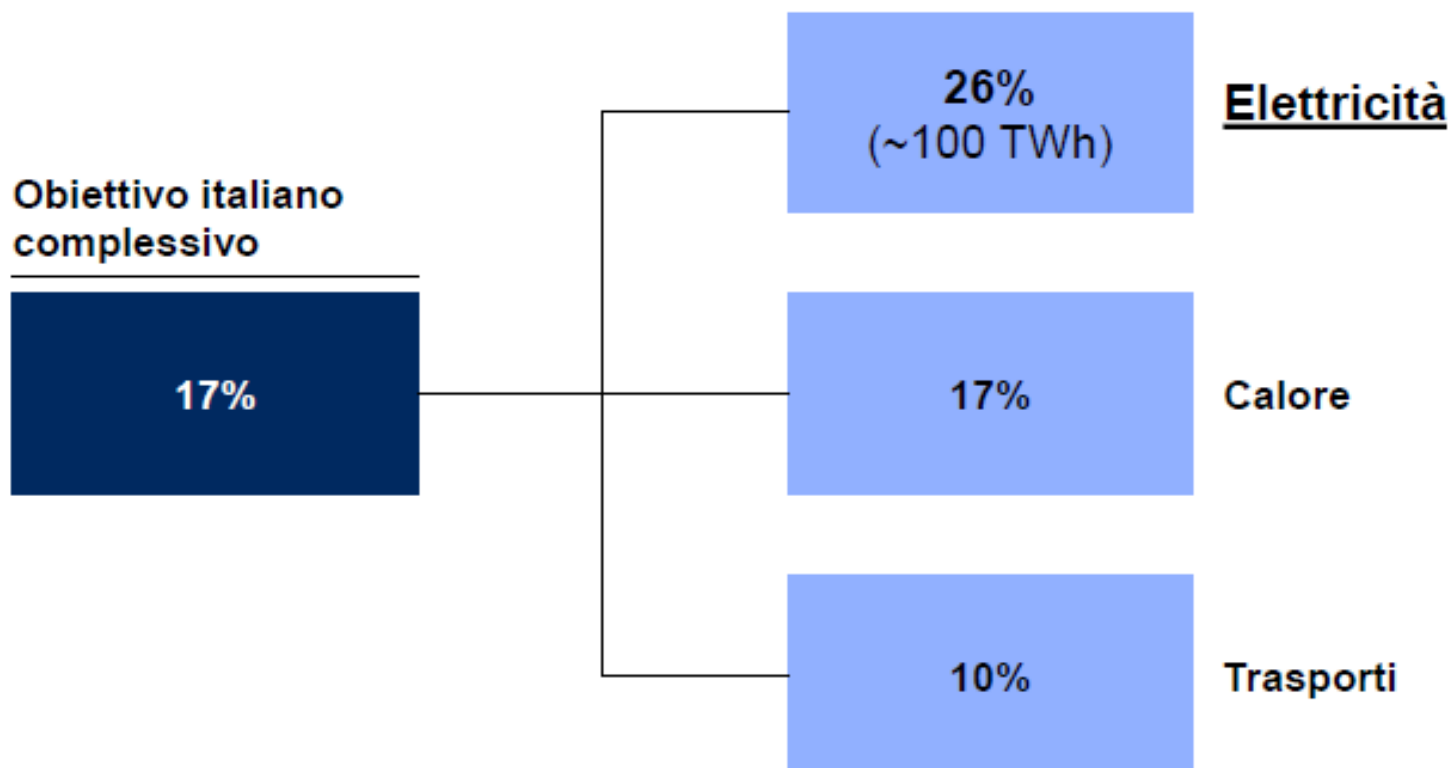 Obiettivo italiano
complessivo
17%
26%
(~100 TWh)
Elettricità
17%
Calore
10%
Trasporti